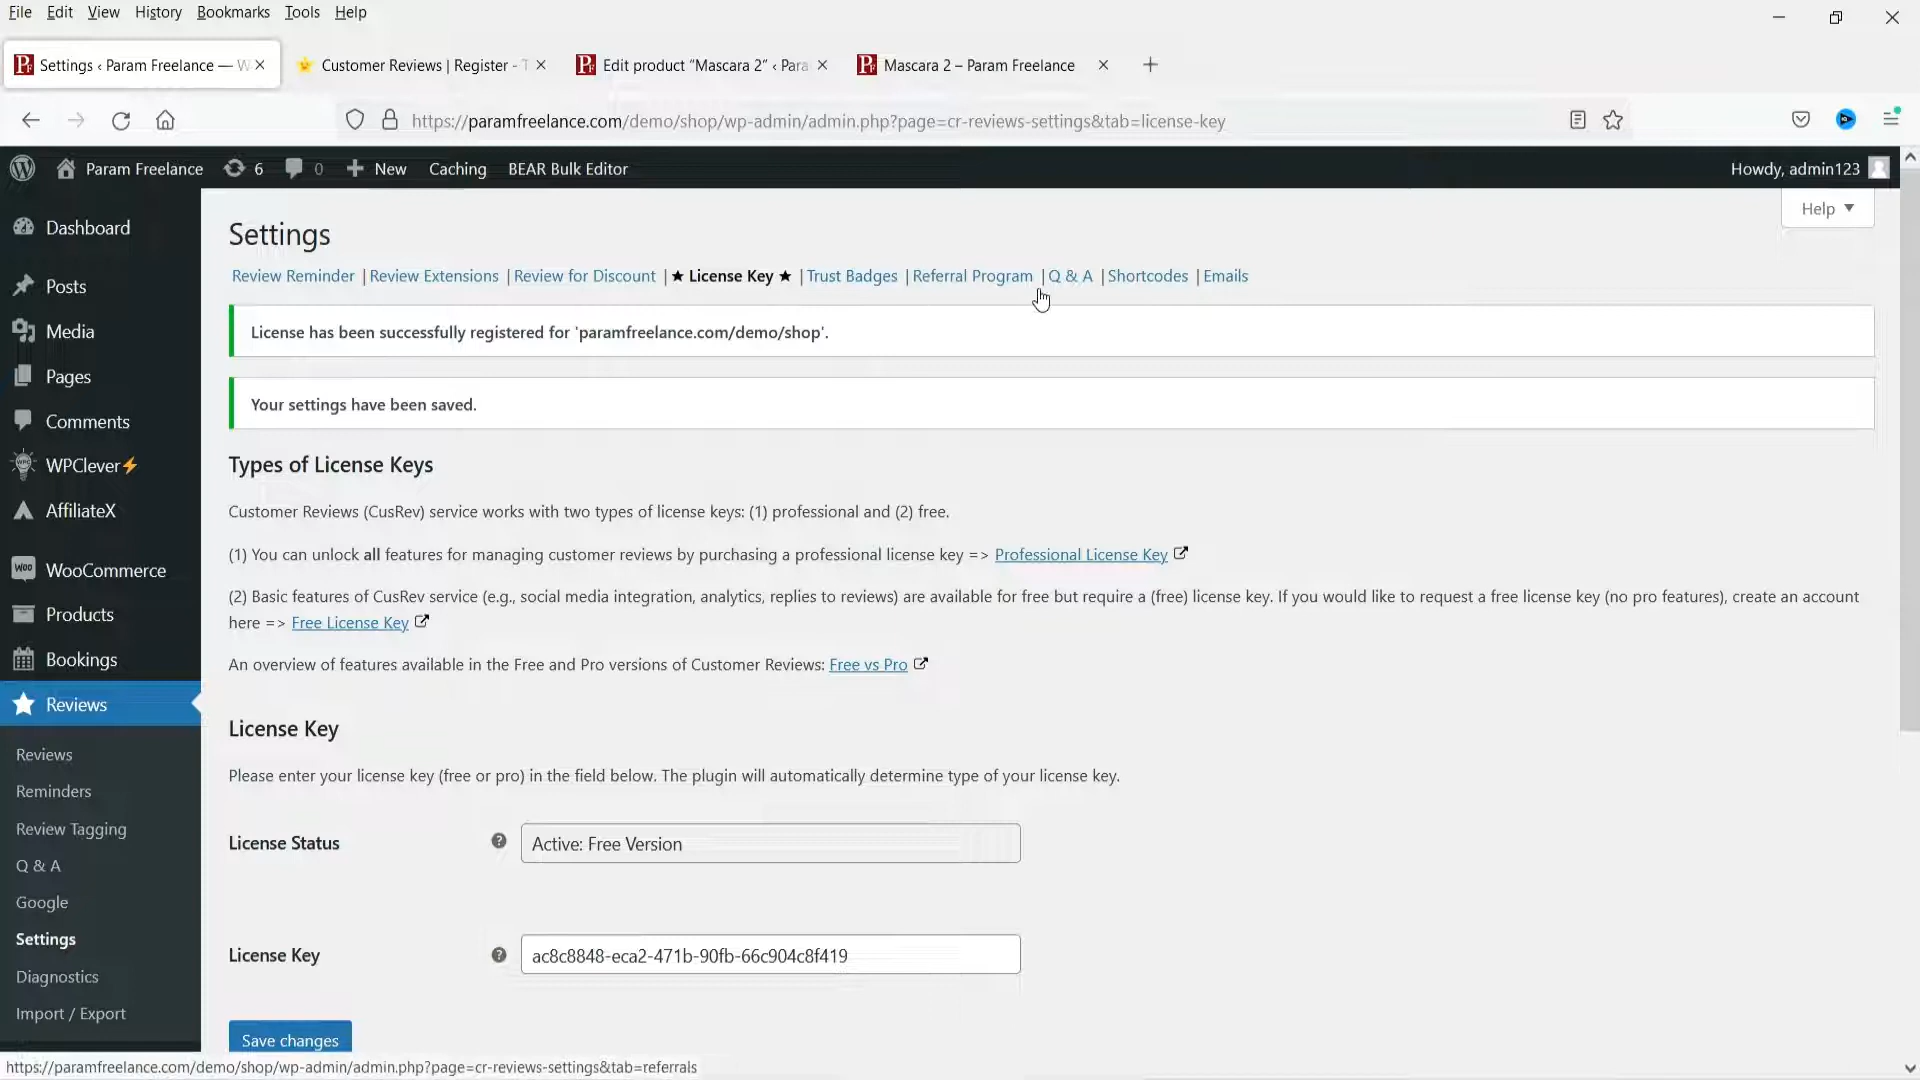 File Edit View History Bookmarks Tools Help
Settings ‹ Param Freelance — W
Customer Reviews | Register - T
Edit product “Mascara 2” ‹ Para
Mascara 2 – Param Freelance
https://paramfreelance.com/demo/shop/wp-admin/admin.php?page=cr-reviews-settings&tab=license-key
Param Freelance 6 0 New Caching BEAR Bulk Editor Howdy, admin123
Help
Dashboard
Posts
Media
Pages
Comments
WPClever
AffiliateX
WooCommerce
Products
Bookings
Reviews
Reviews
Reminders
Review Tagging
Q & A
Google
Settings
Diagnostics
Import / Export
Settings
Review Reminder | Review Extensions | Review for Discount | ★ License Key ★ | Trust Badges | Referral Program | Q & A | Shortcodes | Emails
License has been successfully registered for 'paramfreelance.com/demo/shop'.
Your settings have been saved.
Types of License Keys
Customer Reviews (CusRev) service works with two types of license keys: (1) professional and (2) free.
(1) You can unlock all features for managing customer reviews by purchasing a professional license key => Professional License Key
(2) Basic features of CusRev service (e.g., social media integration, analytics, replies to reviews) are available for free but require a (free) license key. If you would like to request a free license key (no pro features), create an account
here => Free License Key
An overview of features available in the Free and Pro versions of Customer Reviews: Free vs Pro
License Key
Please enter your license key (free or pro) in the field below. The plugin will automatically determine type of your license key.
License Status Active: Free Version
License Key ac8c8848-eca2-471b-90fb-66c904c8f419
Save changes
https://paramfreelance.com/demo/shop/wp-admin/admin.php?page=cr-reviews-settings&tab=referrals